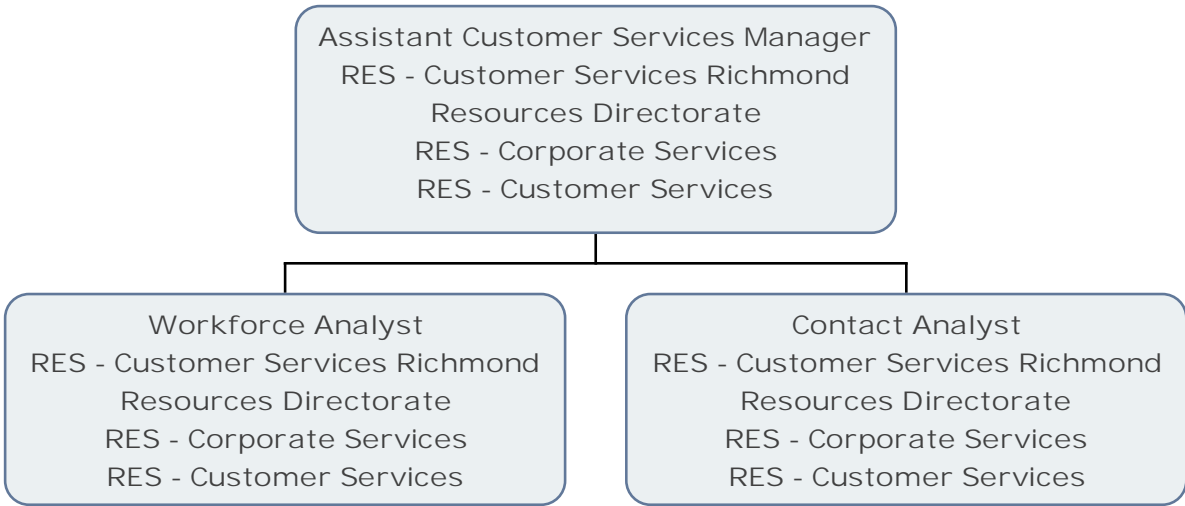 Assistant Customer Services Manager
RES - Customer Services Richmond
Resources Directorate
RES - Corporate Services
RES - Customer Services
Workforce Analyst
RES - Customer Services Richmond
Resources Directorate
RES - Corporate Services
RES - Customer Services
Contact Analyst
RES - Customer Services Richmond
Resources Directorate
RES - Corporate Services
RES - Customer Services